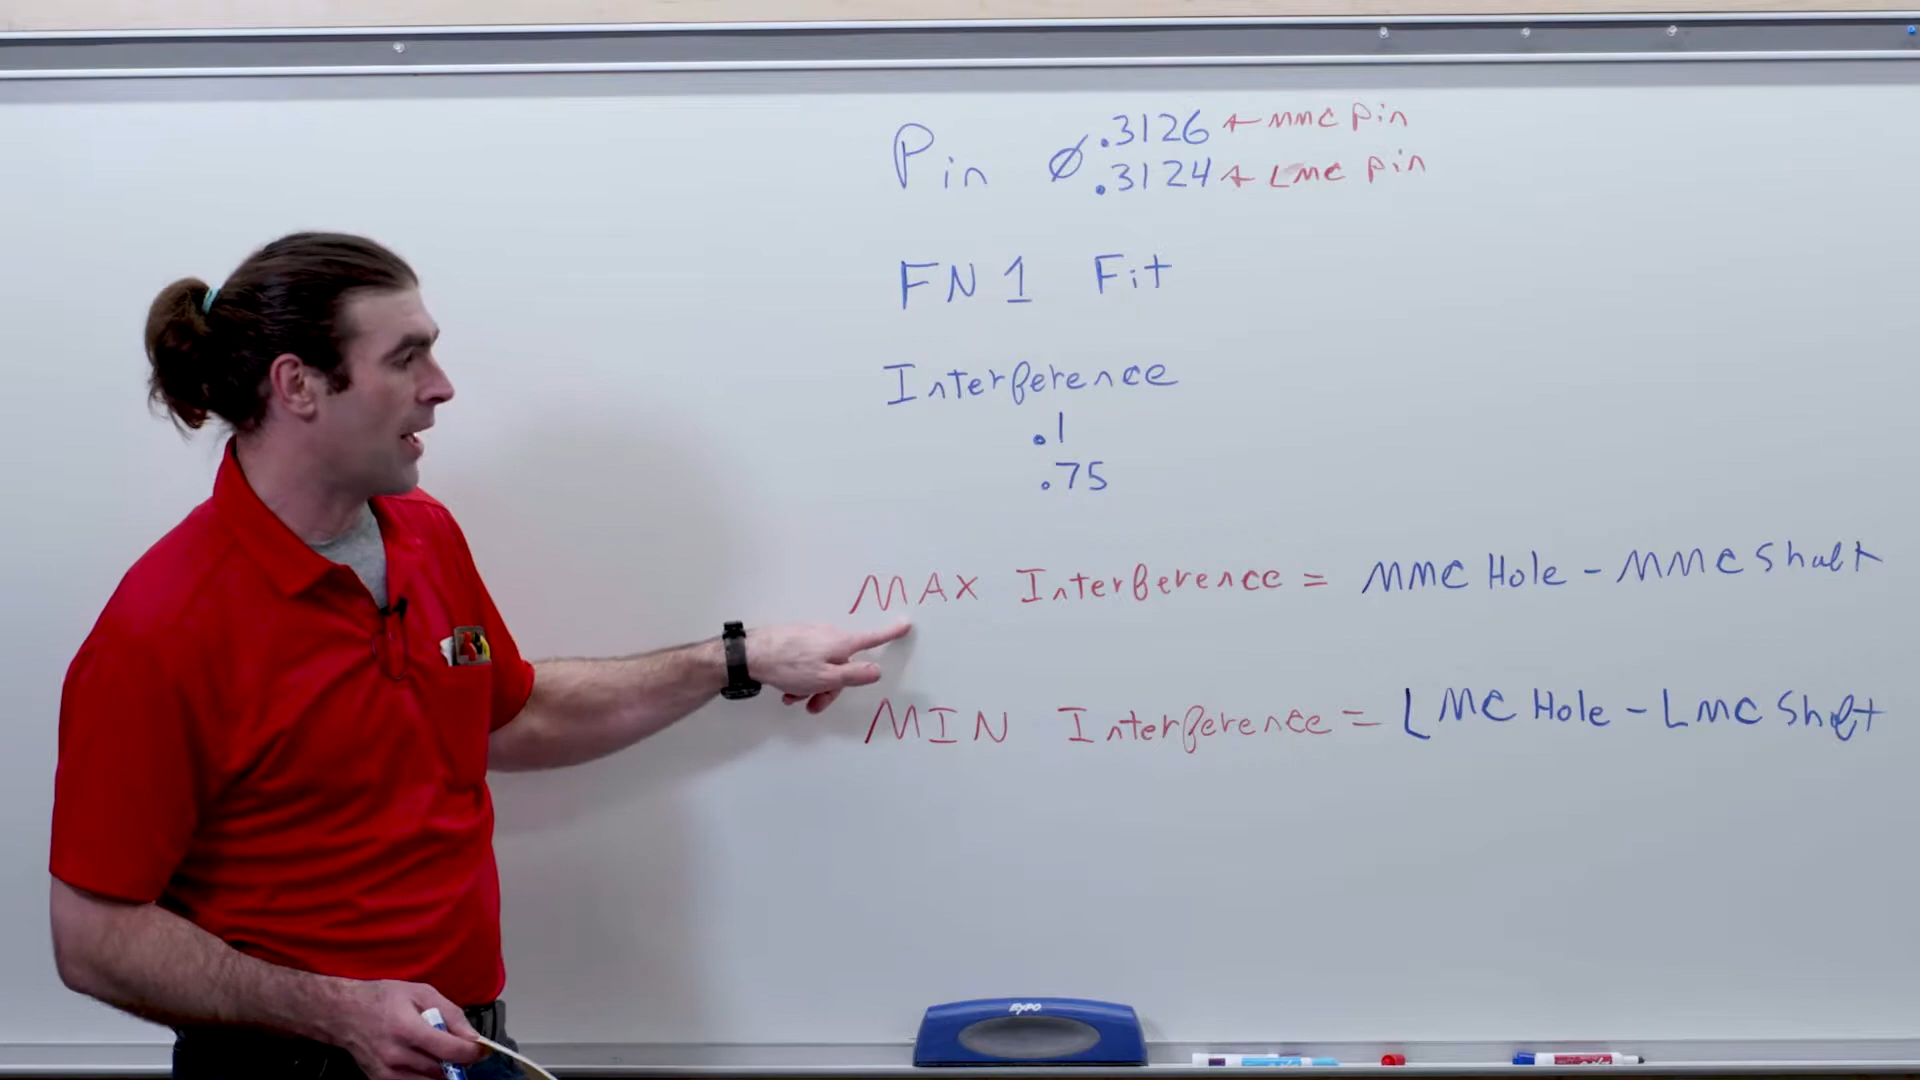 Pin Ø .3126 ← MMC Pin
.3124 ← LMC Pin
FN 1 Fit
Interference
.1
.75
MAX Interference = MMC Hole - MMC Shaft
MIN Interference = LMC Hole - LMC Shaft
EXPO